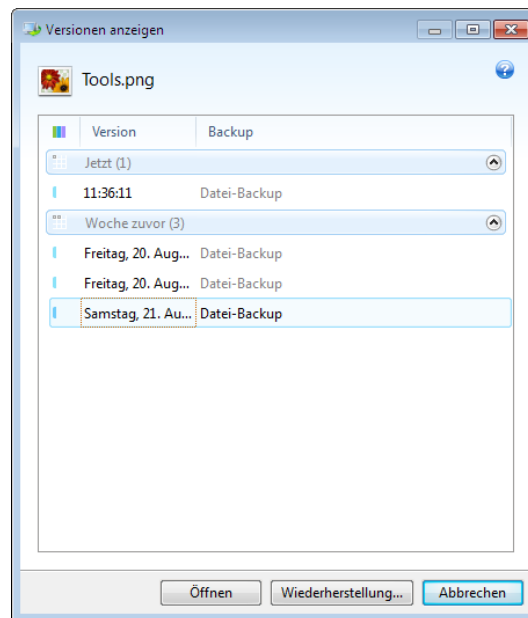 Versionen anzeigen
Tools.png
Version Backup
Jetzt (1)
11:36:11 Datei-Backup
Woche zuvor (3)
Freitag, 20. Aug... Datei-Backup
Freitag, 20. Aug... Datei-Backup
Samstag, 21. Au... Datei-Backup
Öffnen Wiederherstellung... Abbrechen